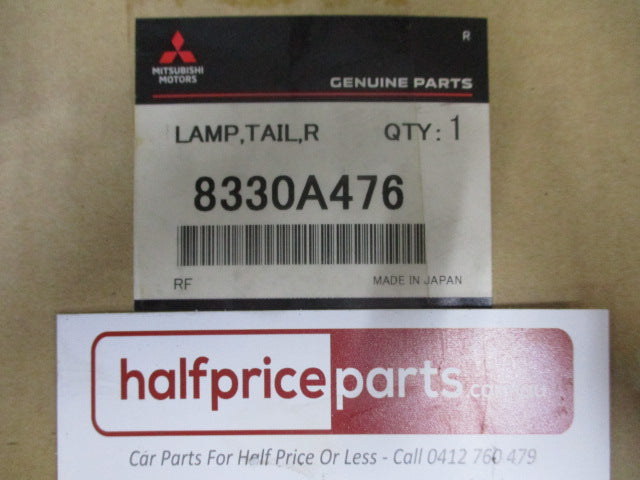 R
MITSUBISHI
MOTORS
GENUINE PARTS
LAMP,TAIL,R QTY: 1
8330A476
RF MADE IN JAPAN
halfpriceparts.com.au
Car Parts For Half Price Or Less - Call 0412 760 479